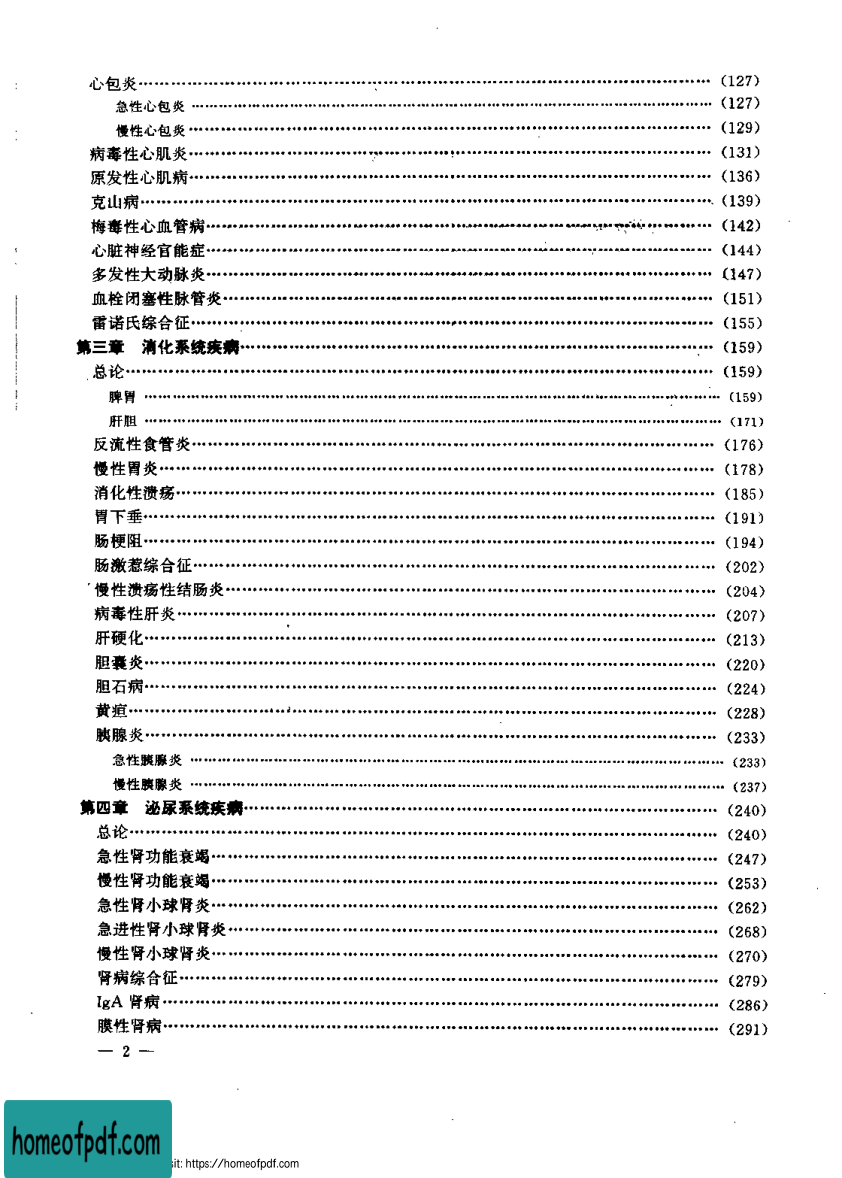 心包炎……(127)
急性心包炎……(127)
慢性心包炎……(129)
病毒性心肌炎……(131)
原发性心肌病……(136)
克山病……(139)
梅毒性心血管病……(142)
心脏神经官能症……(144)
多发性大动脉炎……(147)
血栓闭塞性脉管炎……(151)
雷诺氏综合征……(155)
第三章 消化系统疾病……(159)
总论……(159)
脾胃……(159)
肝胆……(171)
反流性食管炎……(176)
慢性胃炎……(178)
消化性溃疡……(185)
胃下垂……(191)
肠梗阻……(194)
肠激惹综合征……(202)
慢性溃疡性结肠炎……(204)
病毒性肝炎……(207)
肝硬化……(213)
胆囊炎……(220)
胆石病……(224)
黄疸……(228)
胰腺炎……(233)
急性胰腺炎……(233)
慢性胰腺炎……(237)
第四章 泌尿系统疾病……(240)
总论……(240)
急性肾功能衰竭……(247)
慢性肾功能衰竭……(253)
急性肾小球肾炎……(262)
急进性肾小球肾炎……(268)
慢性肾小球肾炎……(270)
肾病综合征……(279)
IgA 肾病……(286)
膜性肾病……(291)
— 2 —
homeofpdf.com
sit: https://homeofpdf.com